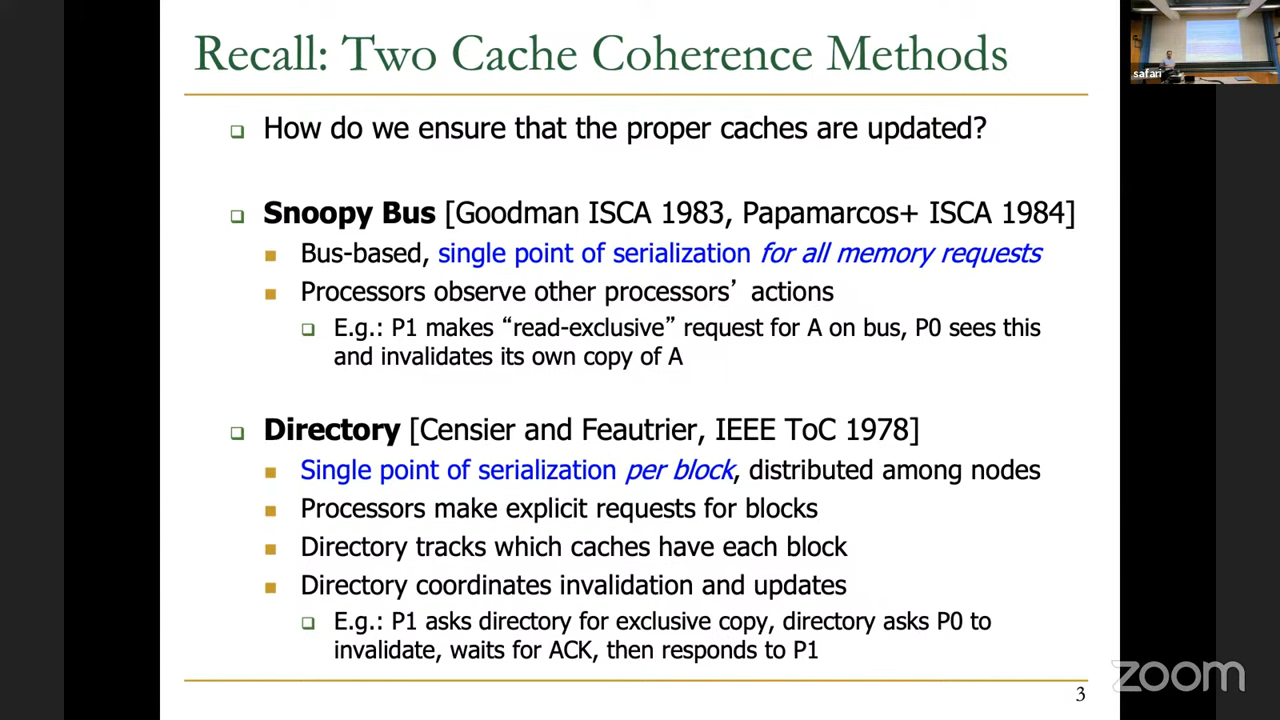 Recall: Two Cache Coherence Methods
safari
How do we ensure that the proper caches are updated?
Snoopy Bus [Goodman ISCA 1983, Papamarcos+ ISCA 1984]
Bus-based, single point of serialization for all memory requests
Processors observe other processors’ actions
E.g.: P1 makes “read-exclusive” request for A on bus, P0 sees this
and invalidates its own copy of A
Directory [Censier and Feautrier, IEEE ToC 1978]
Single point of serialization per block, distributed among nodes
Processors make explicit requests for blocks
Directory tracks which caches have each block
Directory coordinates invalidation and updates
E.g.: P1 asks directory for exclusive copy, directory asks P0 to
invalidate, waits for ACK, then responds to P1
zoom
3